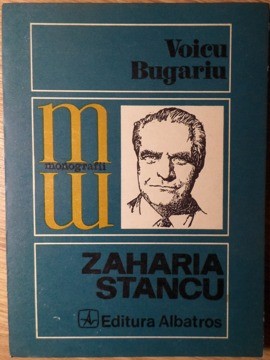 Voicu
Bugariu
m
monografii
m
ZAHARIA
STANCU
Editura Albatros